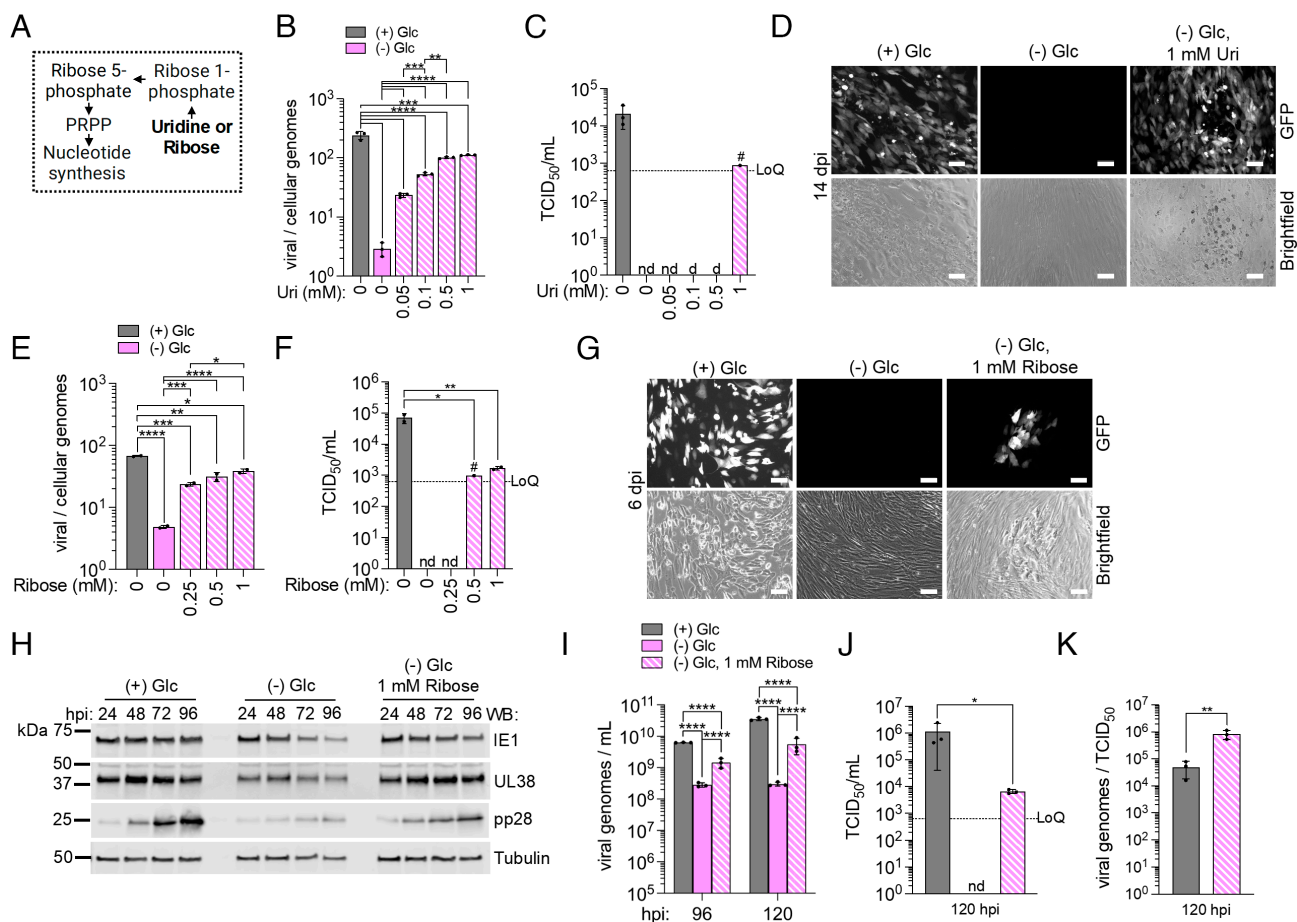 A
Ribose 5-
phosphate
Ribose 1-
phosphate
PRPP
Uridine or
Ribose
Nucleotide
synthesis
B
(+) Glc
(-) Glc
viral / cellular genomes
10³
10²
10¹
10⁰
**
***
****
***
****
Uri (mM):
0
0
0.05
0.1
0.5
1
C
TCID50/mL
10⁵
10⁴
10³
10²
10¹
10⁰
#
LoQ
nd
nd
d
d
Uri (mM):
0
0
0.05
0.1
0.5
1
D
(+) Glc
(-) Glc
(-) Glc,
1 mM Uri
14 dpi
GFP
Brightfield
E
(+) Glc
(-) Glc
viral / cellular genomes
10³
10²
10¹
10⁰
*
****
***
*
**
***
****
Ribose (mM):
0
0
0.25
0.5
1
F
TCID50/mL
10⁶
10⁵
10⁴
10³
10²
10¹
10⁰
**
*
#
LoQ
nd
nd
Ribose (mM):
0
0
0.25
0.5
1
G
(+) Glc
(-) Glc
(-) Glc,
1 mM Ribose
6 dpi
GFP
Brightfield
H
(+) Glc
(-) Glc
(-) Glc
1 mM Ribose
hpi: 24 48 72 96 24 48 72 96 24 48 72 96 WB:
kDa 75
IE1
50
37
UL38
25
pp28
50
Tubulin
I
(+) Glc
(-) Glc
(-) Glc, 1 mM Ribose
viral genomes / mL
10¹¹
10¹⁰
10⁹
10⁸
10⁷
10⁶
10⁵
****
****
****
****
****
****
hpi: 96 120
J
TCID50/mL
10⁷
10⁶
10⁵
10⁴
10³
10²
10¹
10⁰
*
LoQ
nd
120 hpi
K
viral genomes / TCID50
10⁷
10⁶
10⁵
10⁴
10³
10²
10¹
10⁰
**
120 hpi